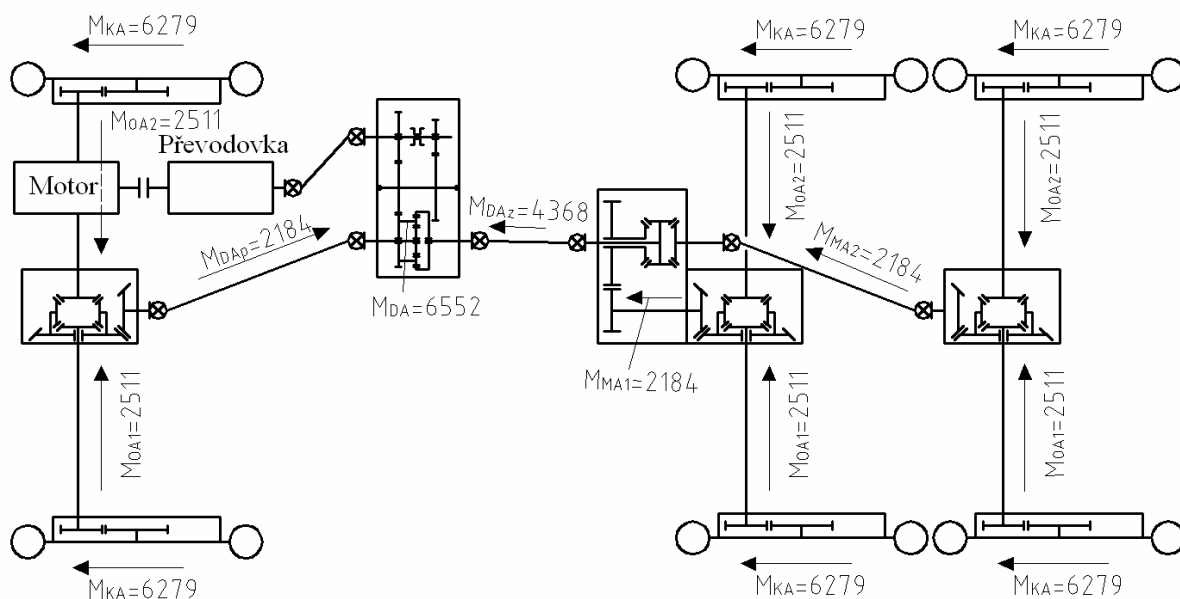 MKA=6279
MKA=6279
MKA=6279
MOA2=2511
Převodovka
Motor
MDAp=2184
MDAz=4368
MOA2=2511
MMA2=2184
MOA2=2511
MDA=6552
MMA1=2184
MOA1=2511
MOA1=2511
MOA1=2511
MKA=6279
MKA=6279
MKA=6279